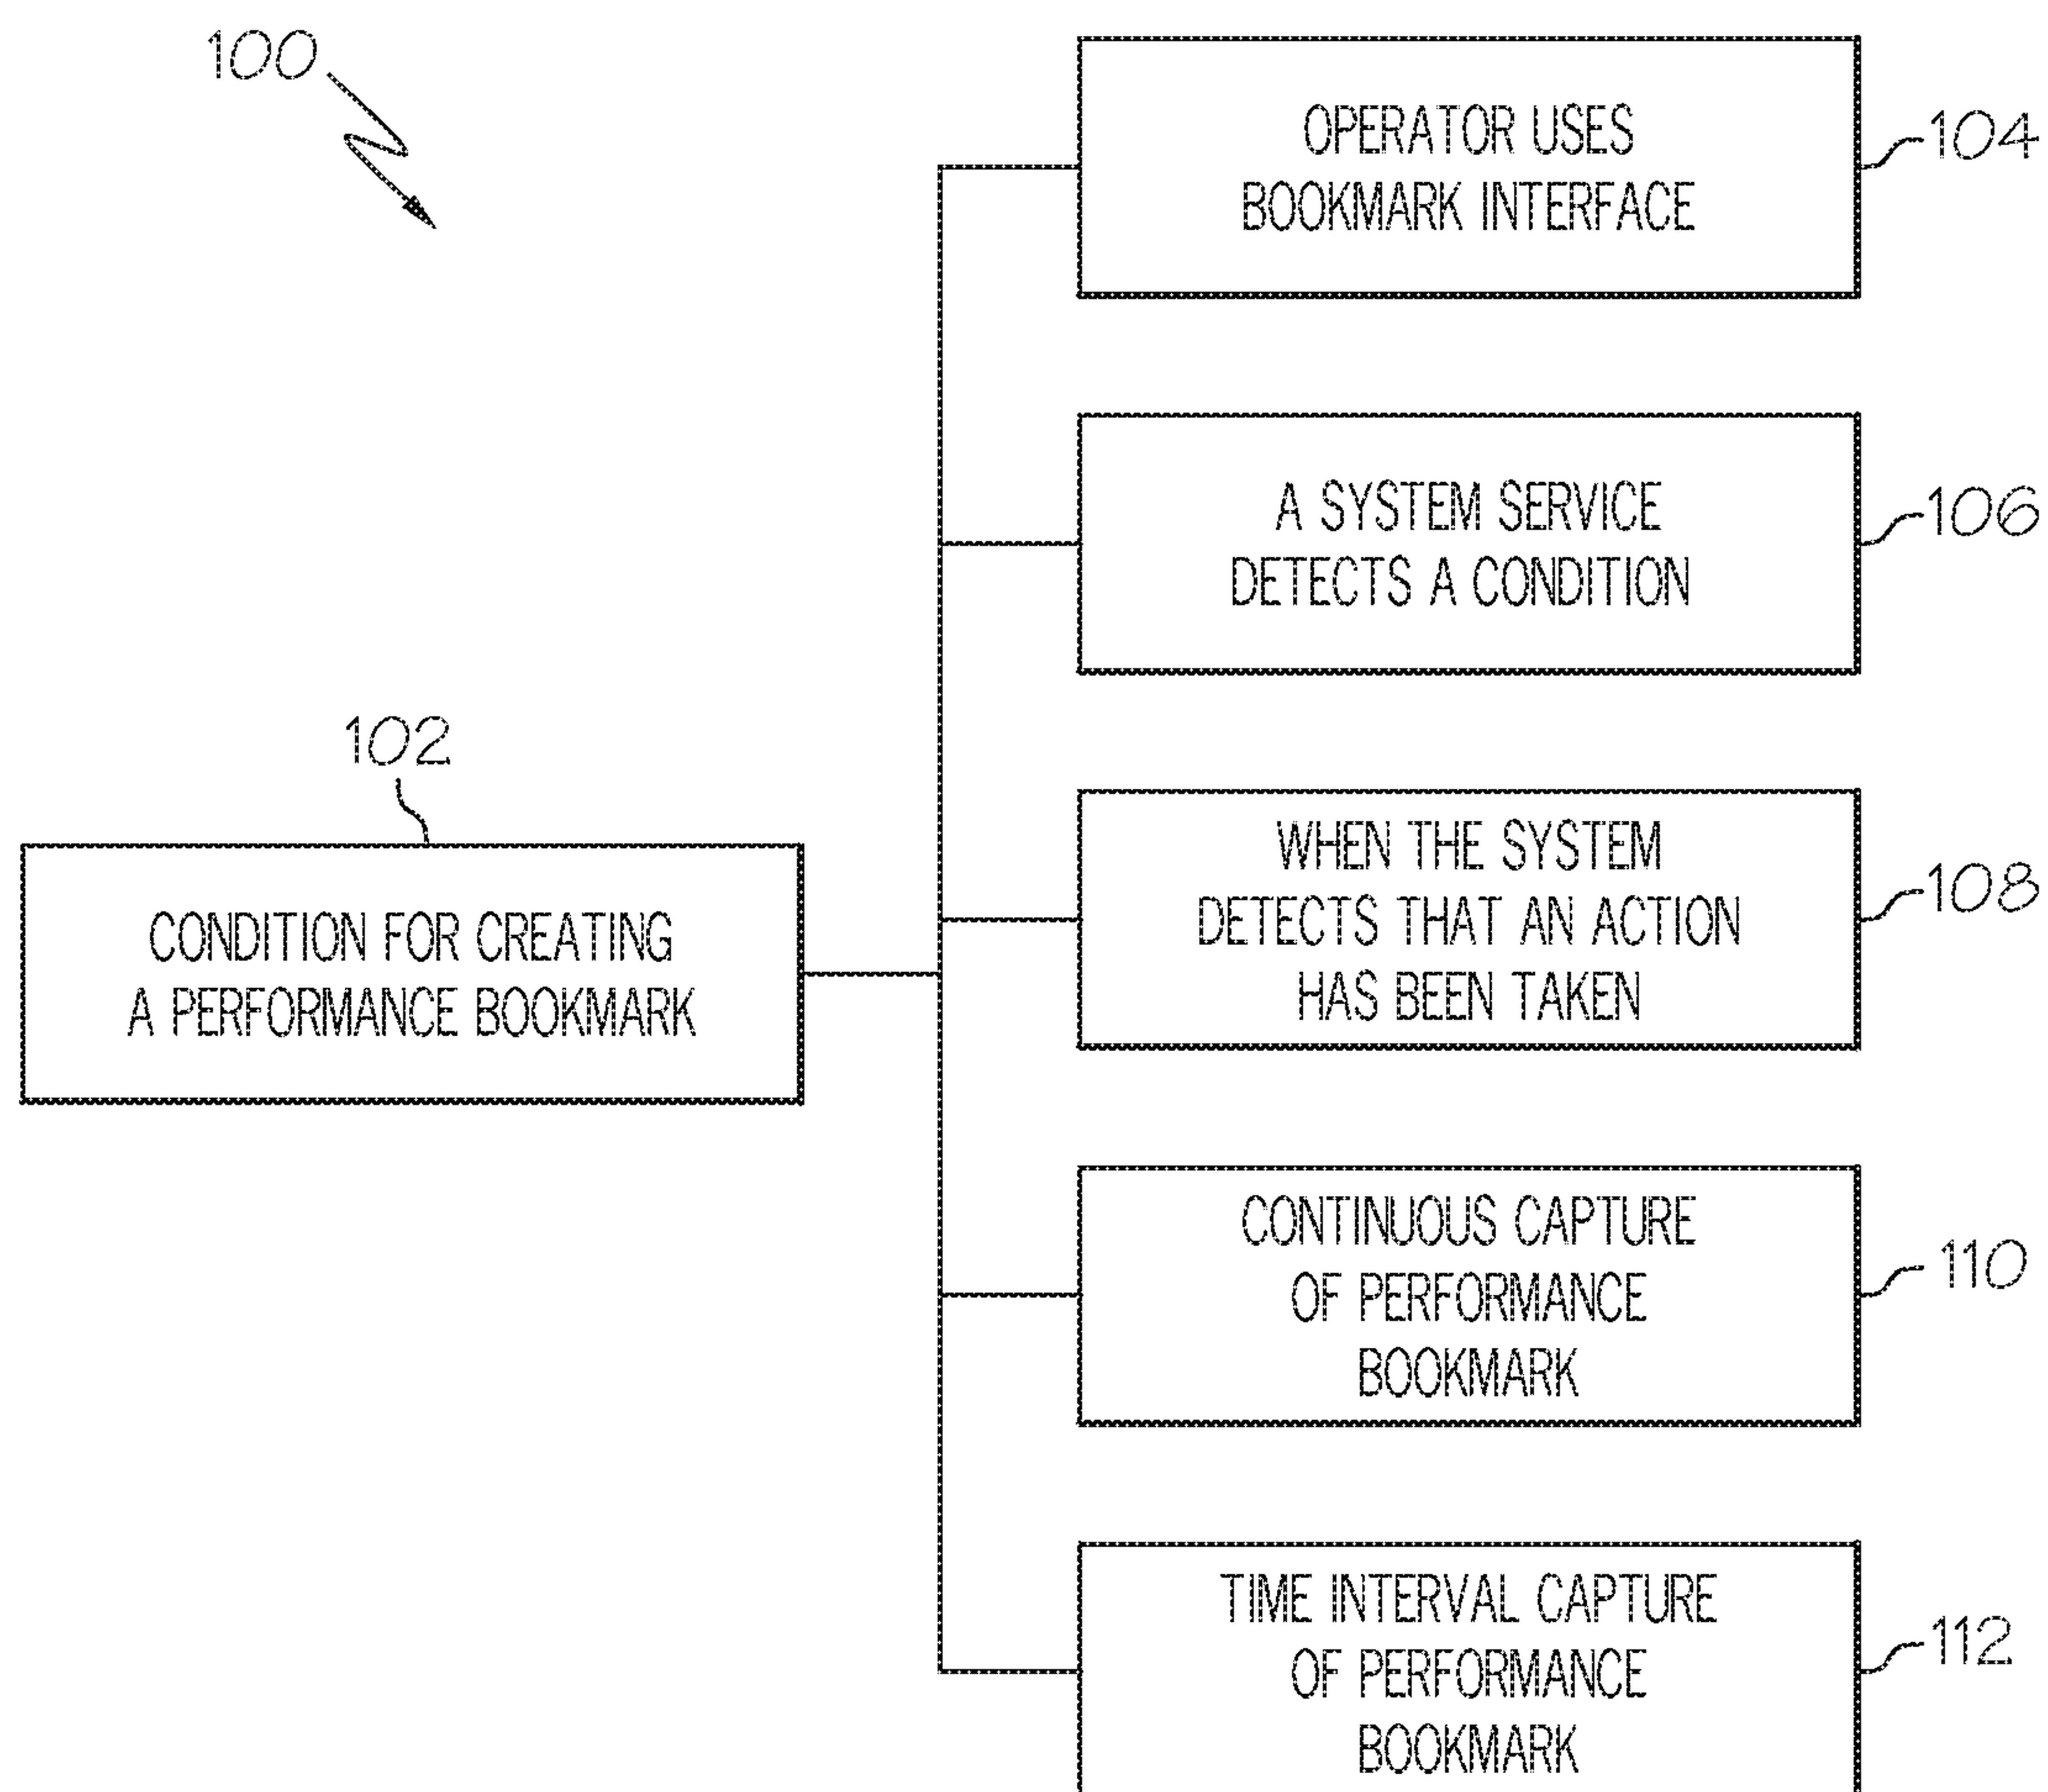 100
OPERATOR USES
BOOKMARK INTERFACE
104
A SYSTEM SERVICE
DETECTS A CONDITION
106
102
CONDITION FOR CREATING
A PERFORMANCE BOOKMARK
WHEN THE SYSTEM
DETECTS THAT AN ACTION
HAS BEEN TAKEN
108
CONTINUOUS CAPTURE
OF PERFORMANCE
BOOKMARK
110
TIME INTERVAL CAPTURE
OF PERFORMANCE
BOOKMARK
112